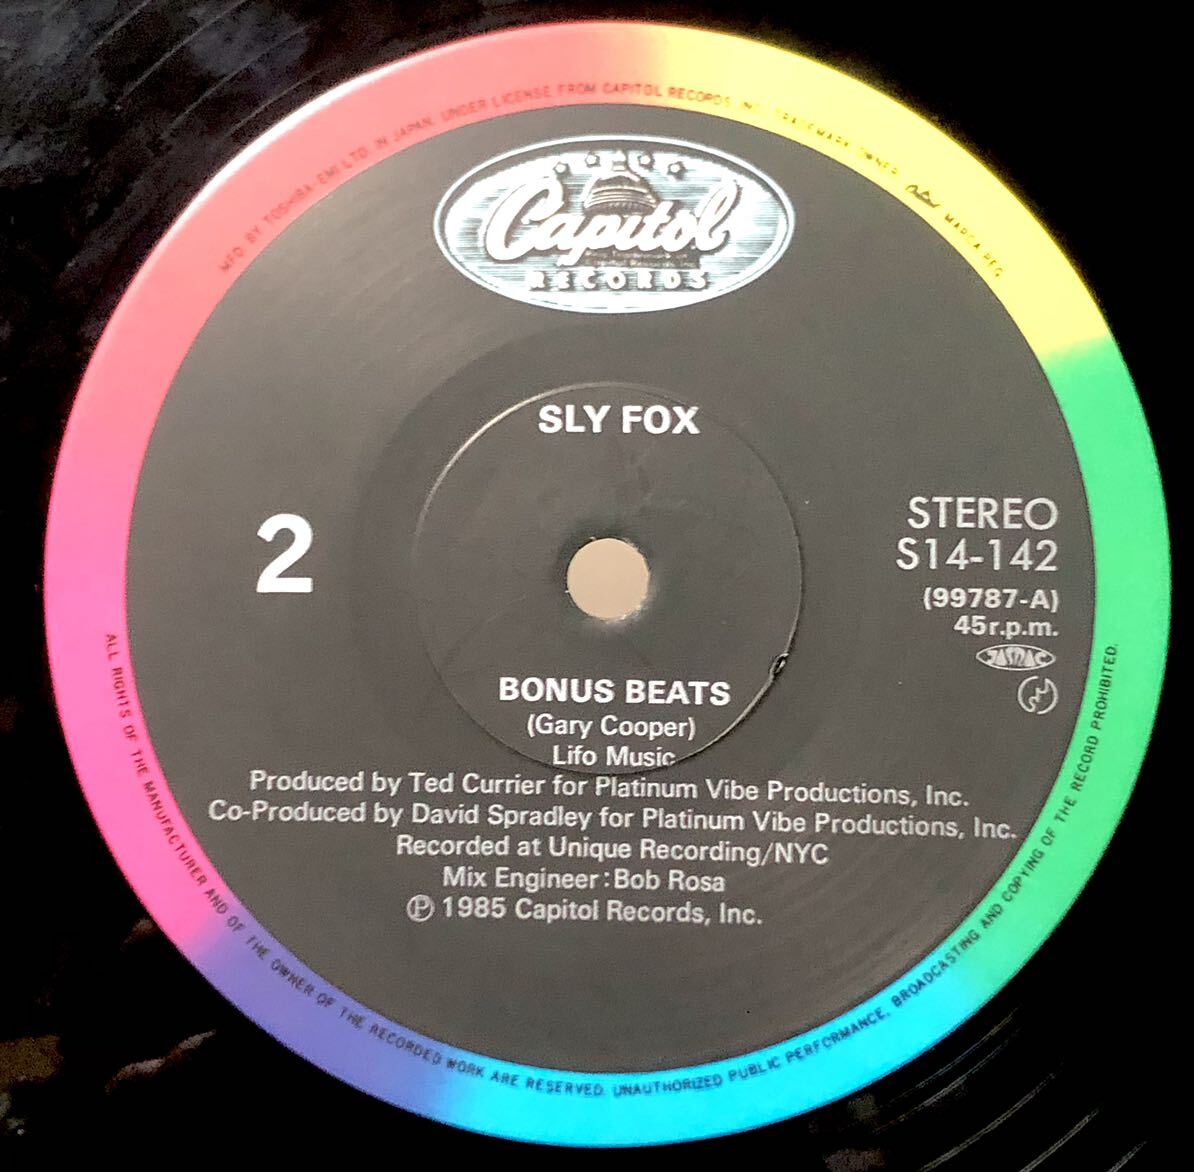 MFD. BY TOSHIBA-EMI LTD. IN JAPAN. UNDER LICENSE FROM CAPITOL RECORDS, INC. TRADEMARK OWNER. MARCA REG.
Capitol
RECORDS
SLY FOX
2
STEREO
S14-142
(99787-A)
45r.p.m.
JASRAC
BONUS BEATS
(Gary Cooper)
Lifo Music
Produced by Ted Currier for Platinum Vibe Productions, Inc.
Co-Produced by David Spradley for Platinum Vibe Productions, Inc.
Recorded at Unique Recording/NYC
Mix Engineer:Bob Rosa
Ⓟ 1985 Capitol Records, Inc.
ALL RIGHTS OF THE MANUFACTURER AND OF THE OWNER OF THE RECORDED WORK ARE RESERVED. UNAUTHORIZED PUBLIC PERFORMANCE, BROADCASTING AND COPYING OF THE RECORD PROHIBITED.